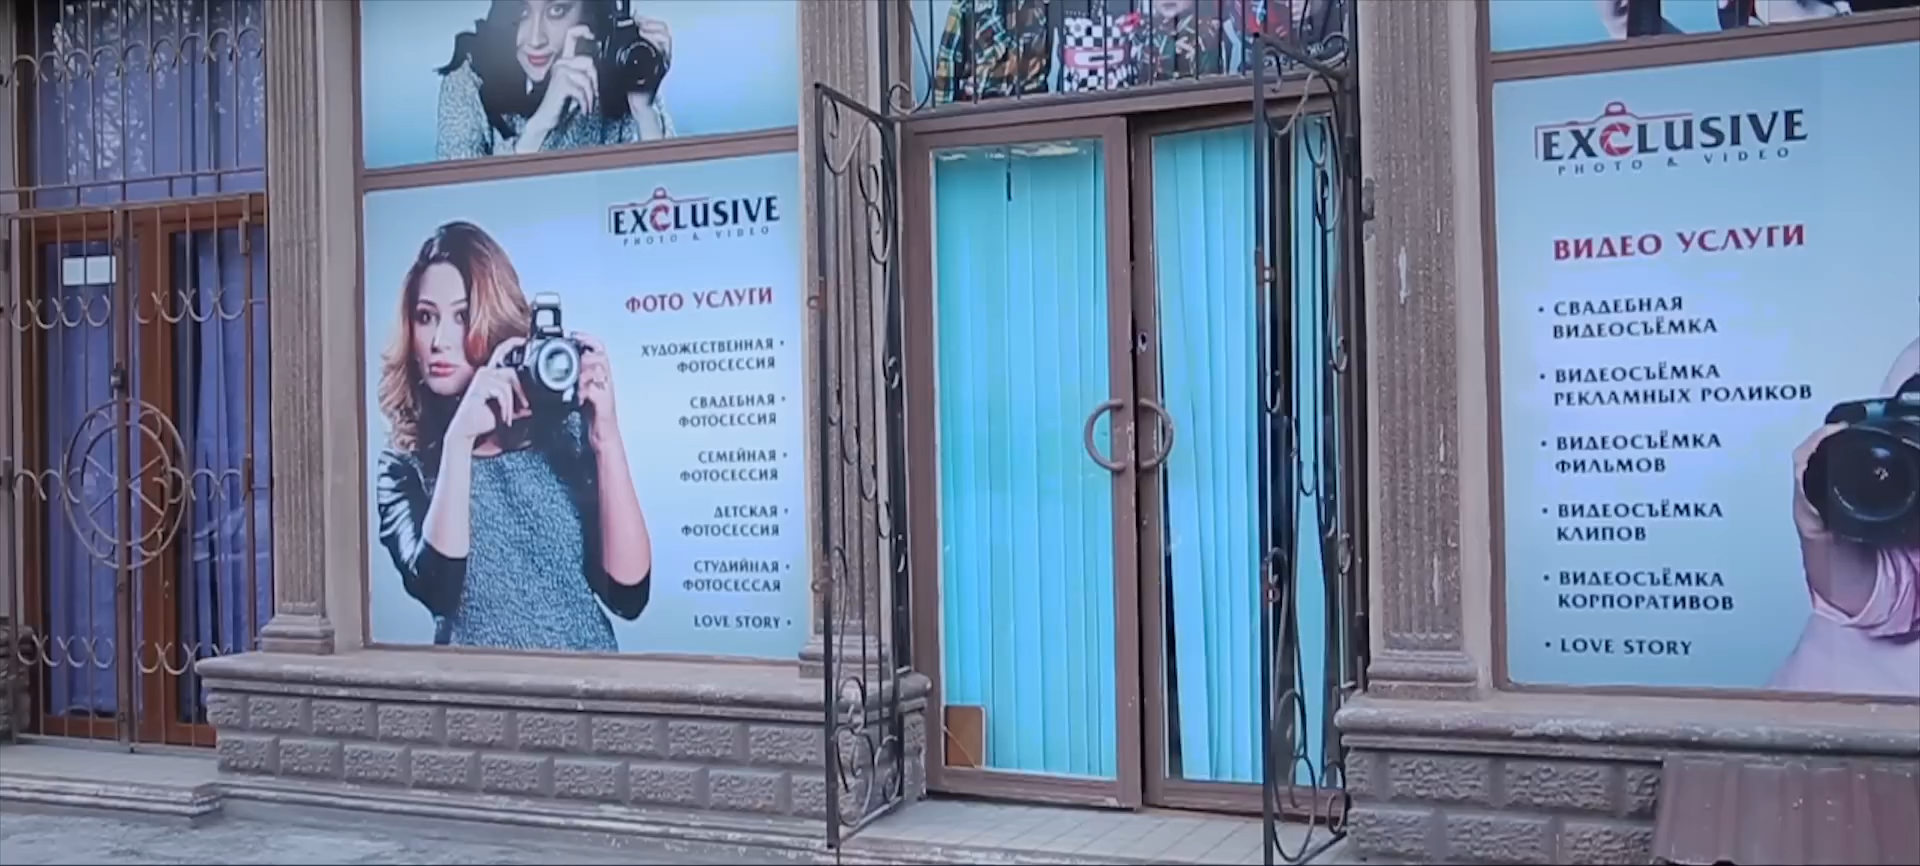 EXCLUSIVE
PHOTO & VIDEO
ФОТО УСЛУГИ
ХУДОЖЕСТВЕННАЯ •
ФОТОСЕССИЯ
СВАДЕБНАЯ •
ФОТОСЕССИЯ
СЕМЕЙНАЯ •
ФОТОСЕССИЯ
ДЕТСКАЯ •
ФОТОСЕССИЯ
СТУДИЙНАЯ •
ФОТОСЕССАЯ
LOVE STORY •
EXCLUSIVE
PHOTO & VIDEO
ВИДЕО УСЛУГИ
• СВАДЕБНАЯ
ВИДЕОСЪЁМКА
• ВИДЕОСЪЁМКА
РЕКЛАМНЫХ РОЛИКОВ
• ВИДЕОСЪЁМКА
ФИЛЬМОВ
• ВИДЕОСЪЁМКА
КЛИПОВ
• ВИДЕОСЪЁМКА
КОРПОРАТИВОВ
• LOVE STORY